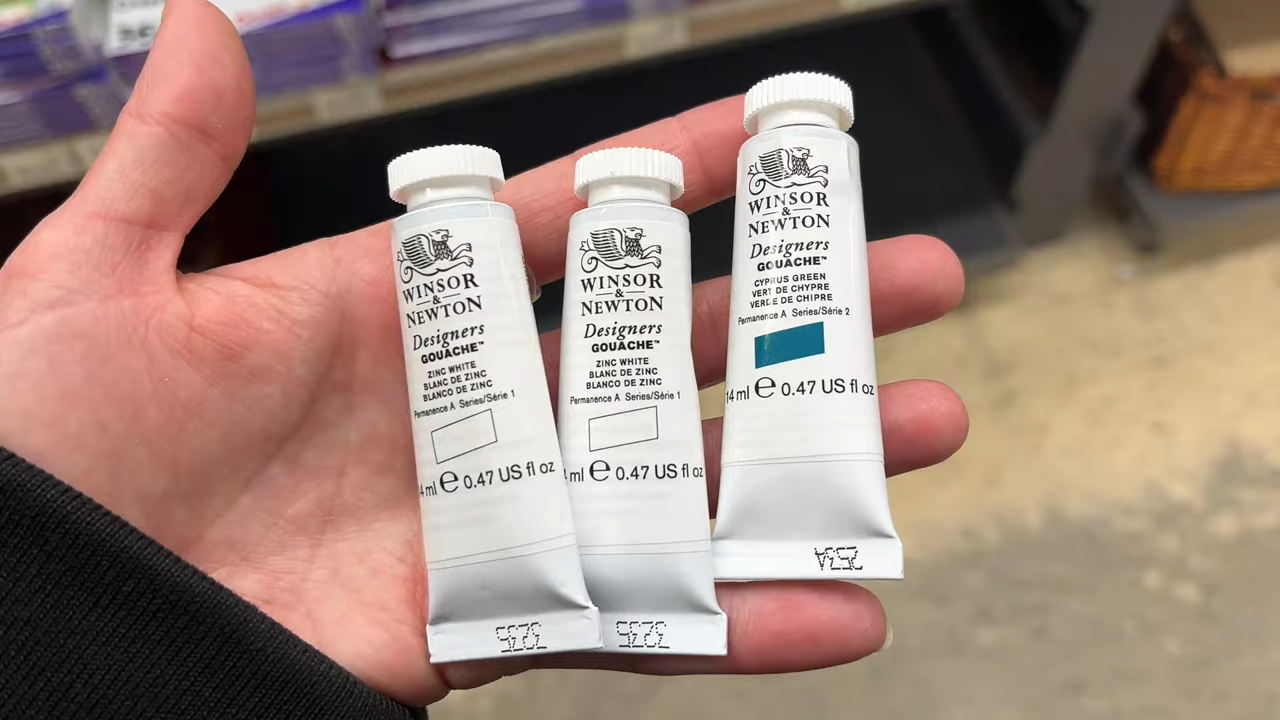 WINSOR
&
NEWTON
Designers
GOUACHE™
ZINC WHITE
BLANC DE ZINC
BLANCO DE ZINC
Permanence A Series/Série 1
4ml e 0.47 US fl oz
WINSOR
&
NEWTON
Designers
GOUACHE™
ZINC WHITE
BLANC DE ZINC
BLANCO DE ZINC
Permanence A Series/Série 1
ml e 0.47 US fl oz
WINSOR
&
NEWTON
Designers
GOUACHE™
CYPRUS GREEN
VERT DE CHYPRE
VERDE DE CHIPRE
Permanence A Series/Série 2
14 ml e 0.47 US fl oz